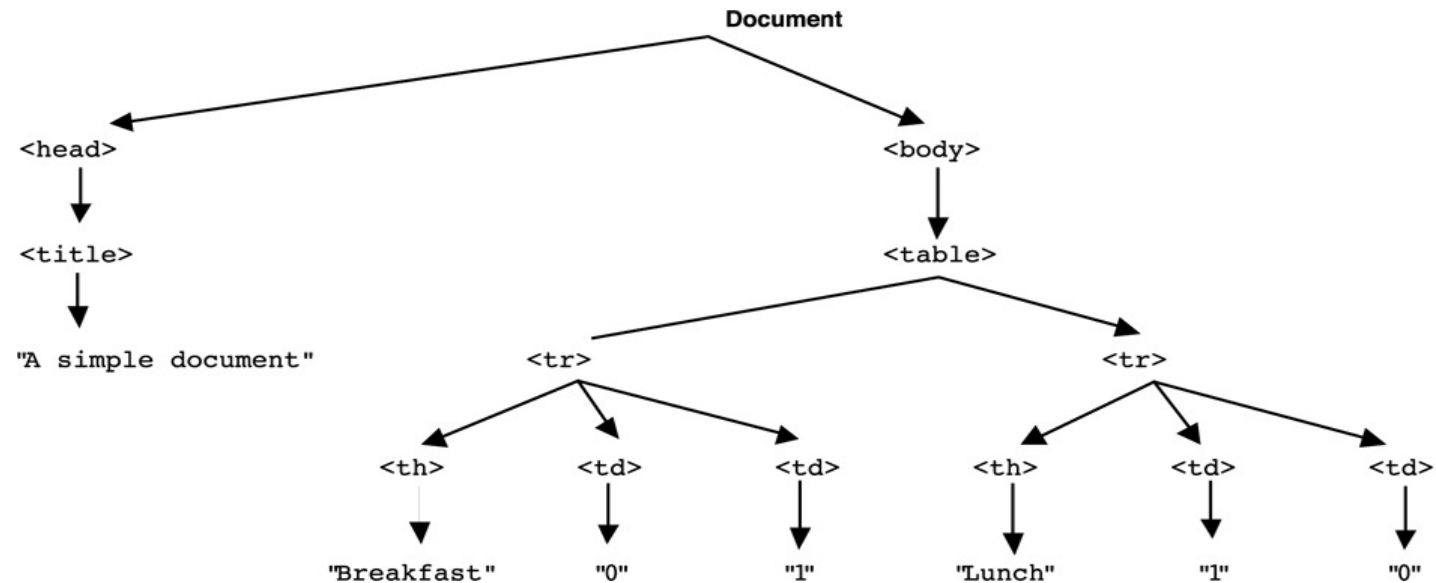 Document
<head> <body>
<title> <table>
"A simple document" <tr> <tr>
<th> <td> <td> <th> <td> <td>
"Breakfast" "0" "1" "Lunch" "1" "0"